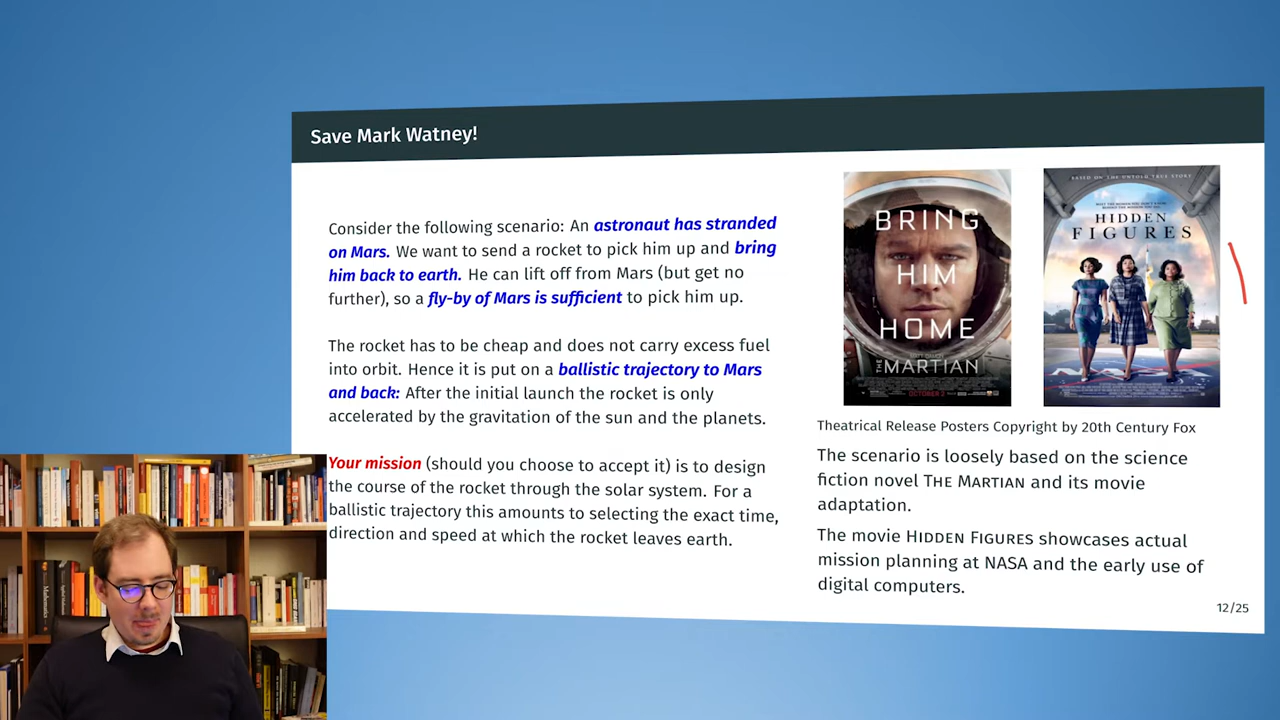 Save Mark Watney!
Consider the following scenario: An astronaut has stranded
on Mars. We want to send a rocket to pick him up and bring
him back to earth. He can lift off from Mars (but get no
further), so a fly-by of Mars is sufficient to pick him up.
The rocket has to be cheap and does not carry excess fuel
into orbit. Hence it is put on a ballistic trajectory to Mars
and back: After the initial launch the rocket is only
accelerated by the gravitation of the sun and the planets.
Your mission (should you choose to accept it) is to design
the course of the rocket through the solar system. For a
ballistic trajectory this amounts to selecting the exact time,
direction and speed at which the rocket leaves earth.
BRING
HIM
HOME
THE MARTIAN
OCTOBER 2
BASED ON THE UNTOLD TRUE STORY
HIDDEN
FIGURES
Theatrical Release Posters Copyright by 20th Century Fox
The scenario is loosely based on the science
fiction novel THE MARTIAN and its movie
adaptation.
The movie HIDDEN FIGURES showcases actual
mission planning at NASA and the early use of
digital computers.
12/25